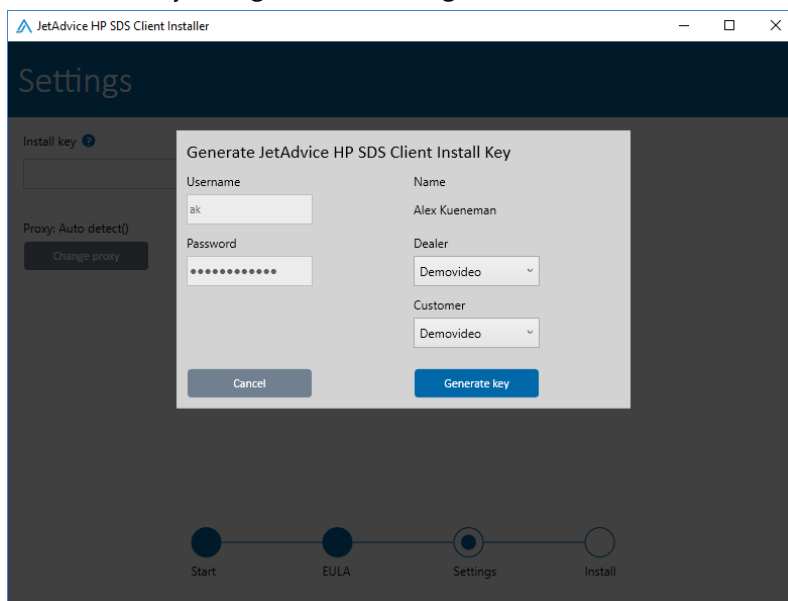 JetAdvice HP SDS Client Installer
Settings
Install key ?
Proxy: Auto detect()
Change proxy
Generate JetAdvice HP SDS Client Install Key
Username
Name
ak
Alex Kueneman
Password
Dealer
●●●●●●●●●●●●
Demovideo
Customer
Demovideo
Cancel
Generate key
Start
EULA
Settings
Install